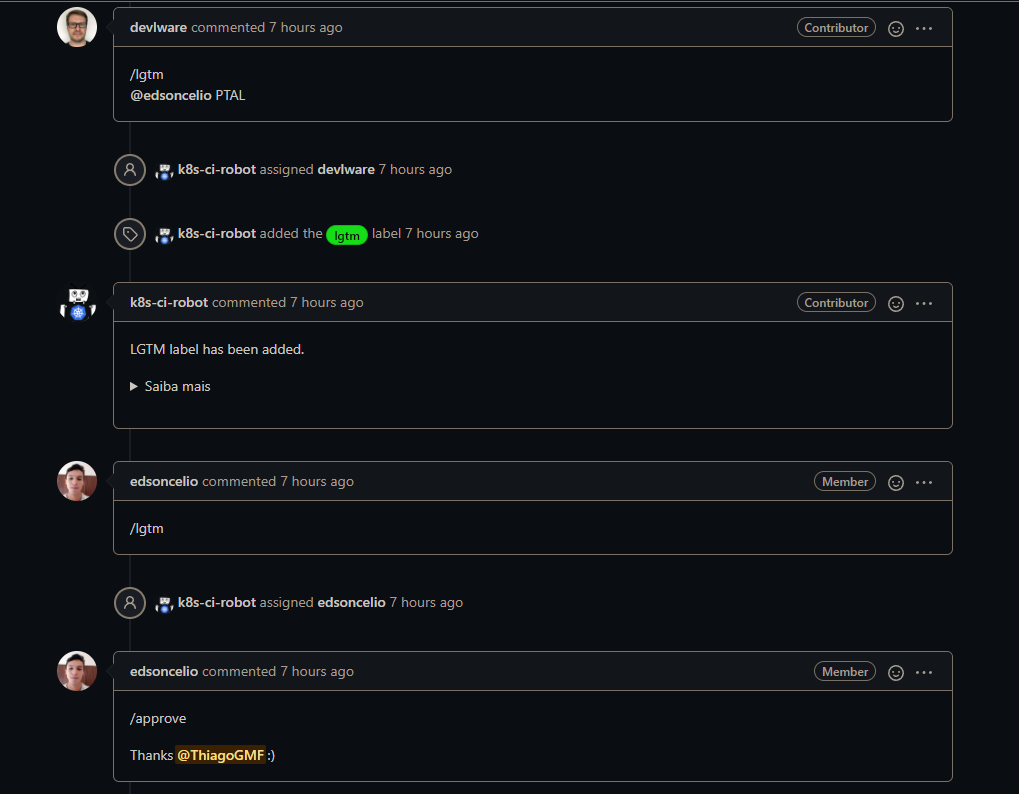 devlware commented 7 hours ago Contributor
/lgtm
@edsoncelio PTAL
k8s-ci-robot assigned devlware 7 hours ago
k8s-ci-robot added the lgtm label 7 hours ago
k8s-ci-robot commented 7 hours ago Contributor
LGTM label has been added.
Saiba mais
edsoncelio commented 7 hours ago Member
/lgtm
k8s-ci-robot assigned edsoncelio 7 hours ago
edsoncelio commented 7 hours ago Member
/approve
Thanks @ThiagoGMF :)